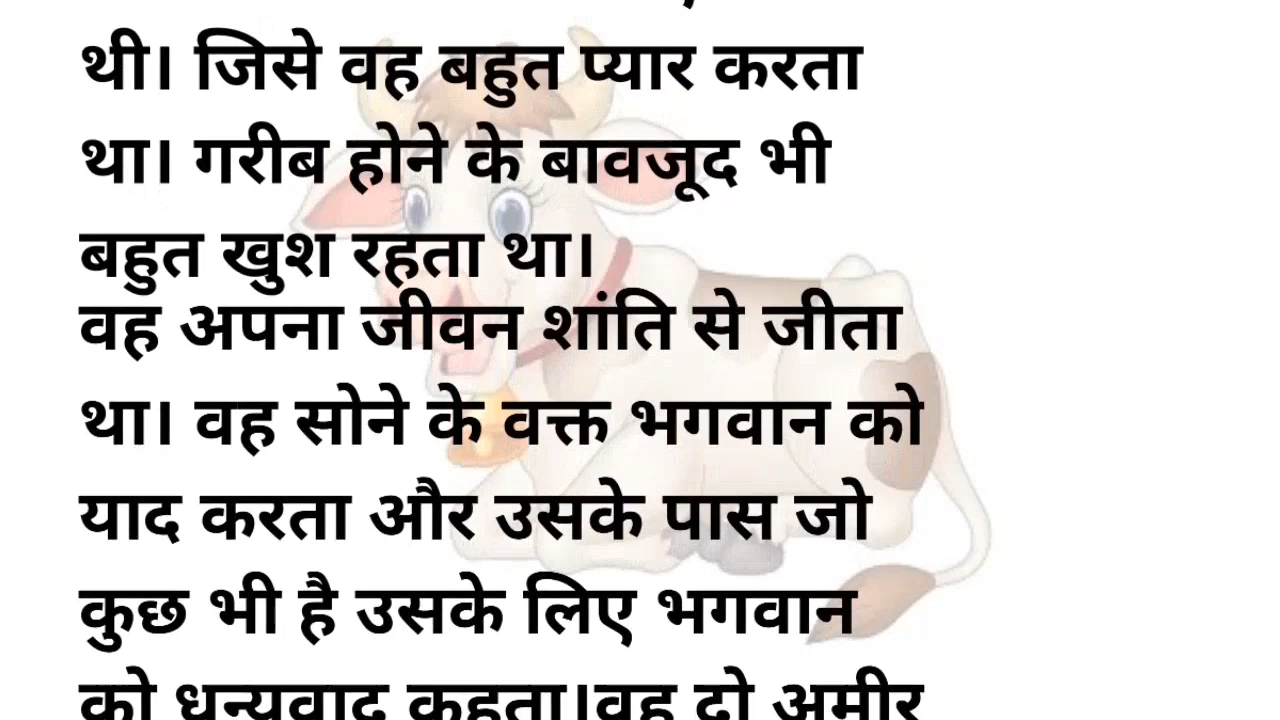 थी। जिसे वह बहुत प्यार करता
था। गरीब होने के बावजूद भी
बहुत खुश रहता था।
वह अपना जीवन शांति से जीता
था। वह सोने के वक्त भगवान को
याद करता और उसके पास जो
कुछ भी है उसके लिए भगवान
को धन्यवाद कहता।वह दो अमीर